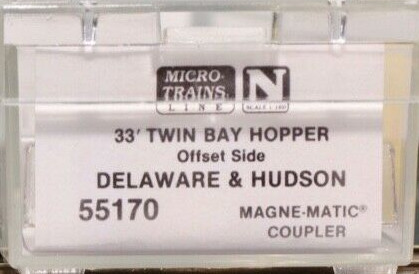 MICRO-
TRAINS®
LINE
N
SCALE 1:160
33' TWIN BAY HOPPER
Offset Side
DELAWARE & HUDSON
55170
MAGNE-MATIC®
COUPLER